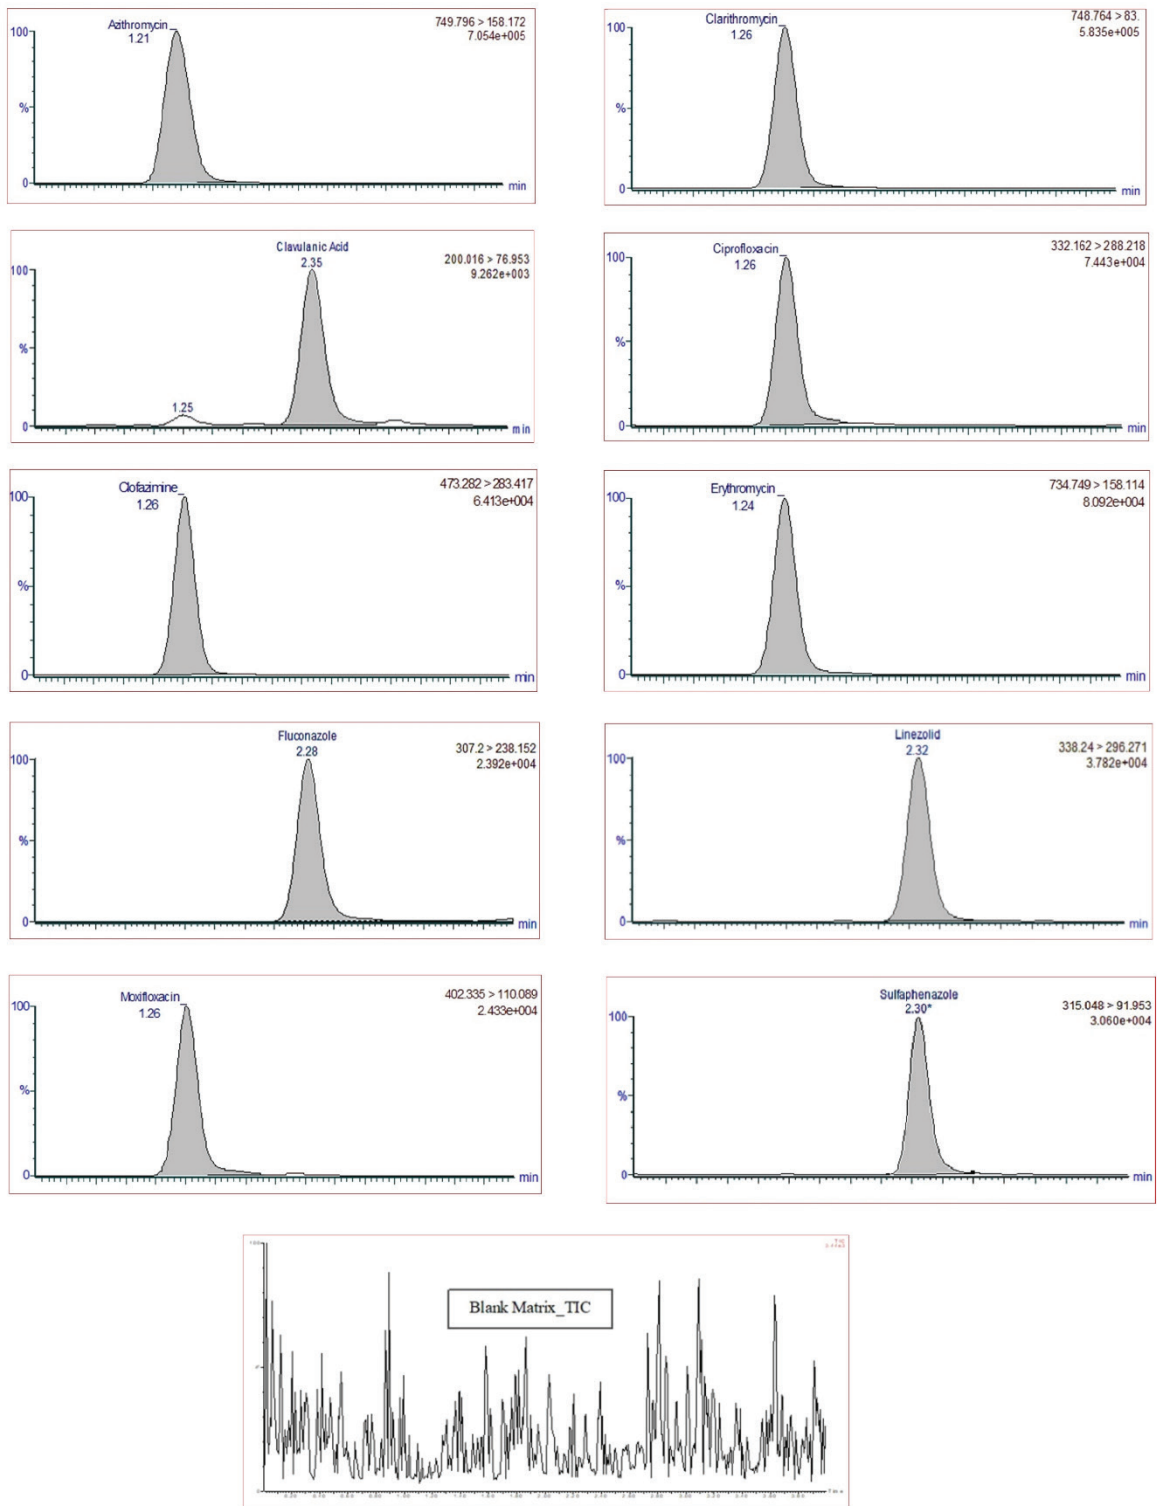 Azithromycin
1.21
749.796 > 158.172
7.054e+005
100
%
0
min
Clarithromycin
1.26
748.764 > 83.
5.835e+005
100
%
0
min
Clavulanic Acid
2.35
200.016 > 76.953
9.262e+003
100
%
1.25
0
min
Ciprofloxacin
1.26
332.162 > 288.218
7.443e+004
100
%
0
min
Clofazimine
1.26
473.282 > 283.417
6.413e+004
100
%
0
min
Erythromycin
1.24
734.749 > 158.114
8.092e+004
100
%
0
min
Fluconazole
2.28
307.2 > 238.152
2.392e+004
100
%
0
min
Linezolid
2.32
338.24 > 296.271
3.782e+004
100
%
0
min
Moxifloxacin
1.26
402.335 > 110.089
2.433e+004
100
%
0
min
Sulfaphenazole
2.30*
315.048 > 91.953
3.060e+004
100
%
0
min
Blank Matrix_TIC